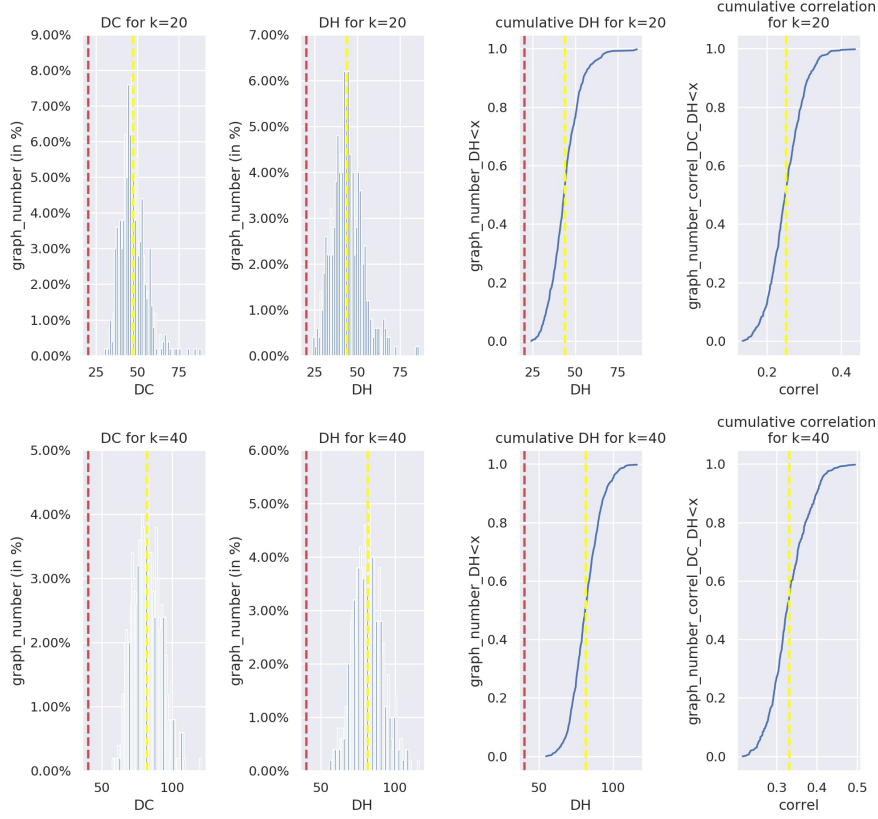 DC for k=20
9.00%
8.00%
7.00%
6.00%
5.00%
4.00%
3.00%
2.00%
1.00%
0.00%
graph_number (in %)
25 50 75
DC
DH for k=20
7.00%
6.00%
5.00%
4.00%
3.00%
2.00%
1.00%
0.00%
graph_number (in %)
25 50 75
DH
cumulative DH for k=20
1.0
0.8
0.6
0.4
0.2
0.0
graph_number_DH<x
25 50 75
DH
cumulative correlation
for k=20
1.0
0.8
0.6
0.4
0.2
0.0
graph_number_correl_DC_DH<x
0.2 0.4
correl
DC for k=40
5.00%
4.00%
3.00%
2.00%
1.00%
0.00%
graph_number (in %)
50 100
DC
DH for k=40
6.00%
5.00%
4.00%
3.00%
2.00%
1.00%
0.00%
graph_number (in %)
50 100
DH
cumulative DH for k=40
1.0
0.8
0.6
0.4
0.2
0.0
graph_number_DH<x
50 100
DH
cumulative correlation
for k=40
1.0
0.8
0.6
0.4
0.2
0.0
graph_number_correl_DC_DH<x
0.3 0.4 0.5
correl